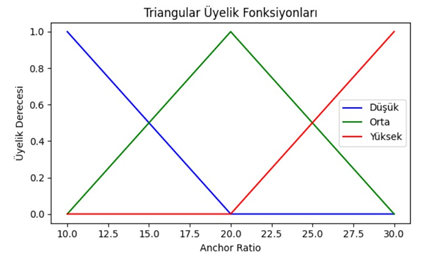 Triangular Üyelik Fonksiyonları
1.0
0.8
0.6
0.4
0.2
0.0
Üyelik Derecesi
Düşük
Orta
Yüksek
10.0 12.5 15.0 17.5 20.0 22.5 25.0 27.5 30.0
Anchor Ratio